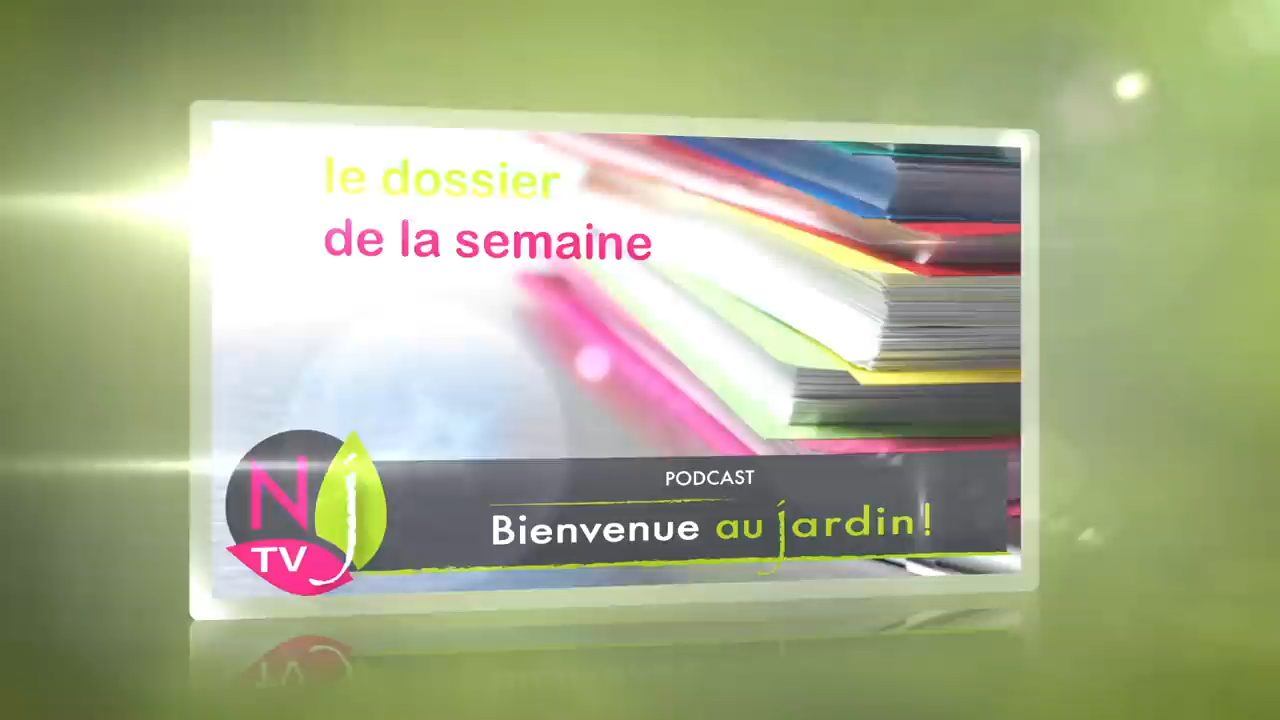 le dossier
de la semaine
NJ
TV
PODCAST
Bienvenue au jardin!